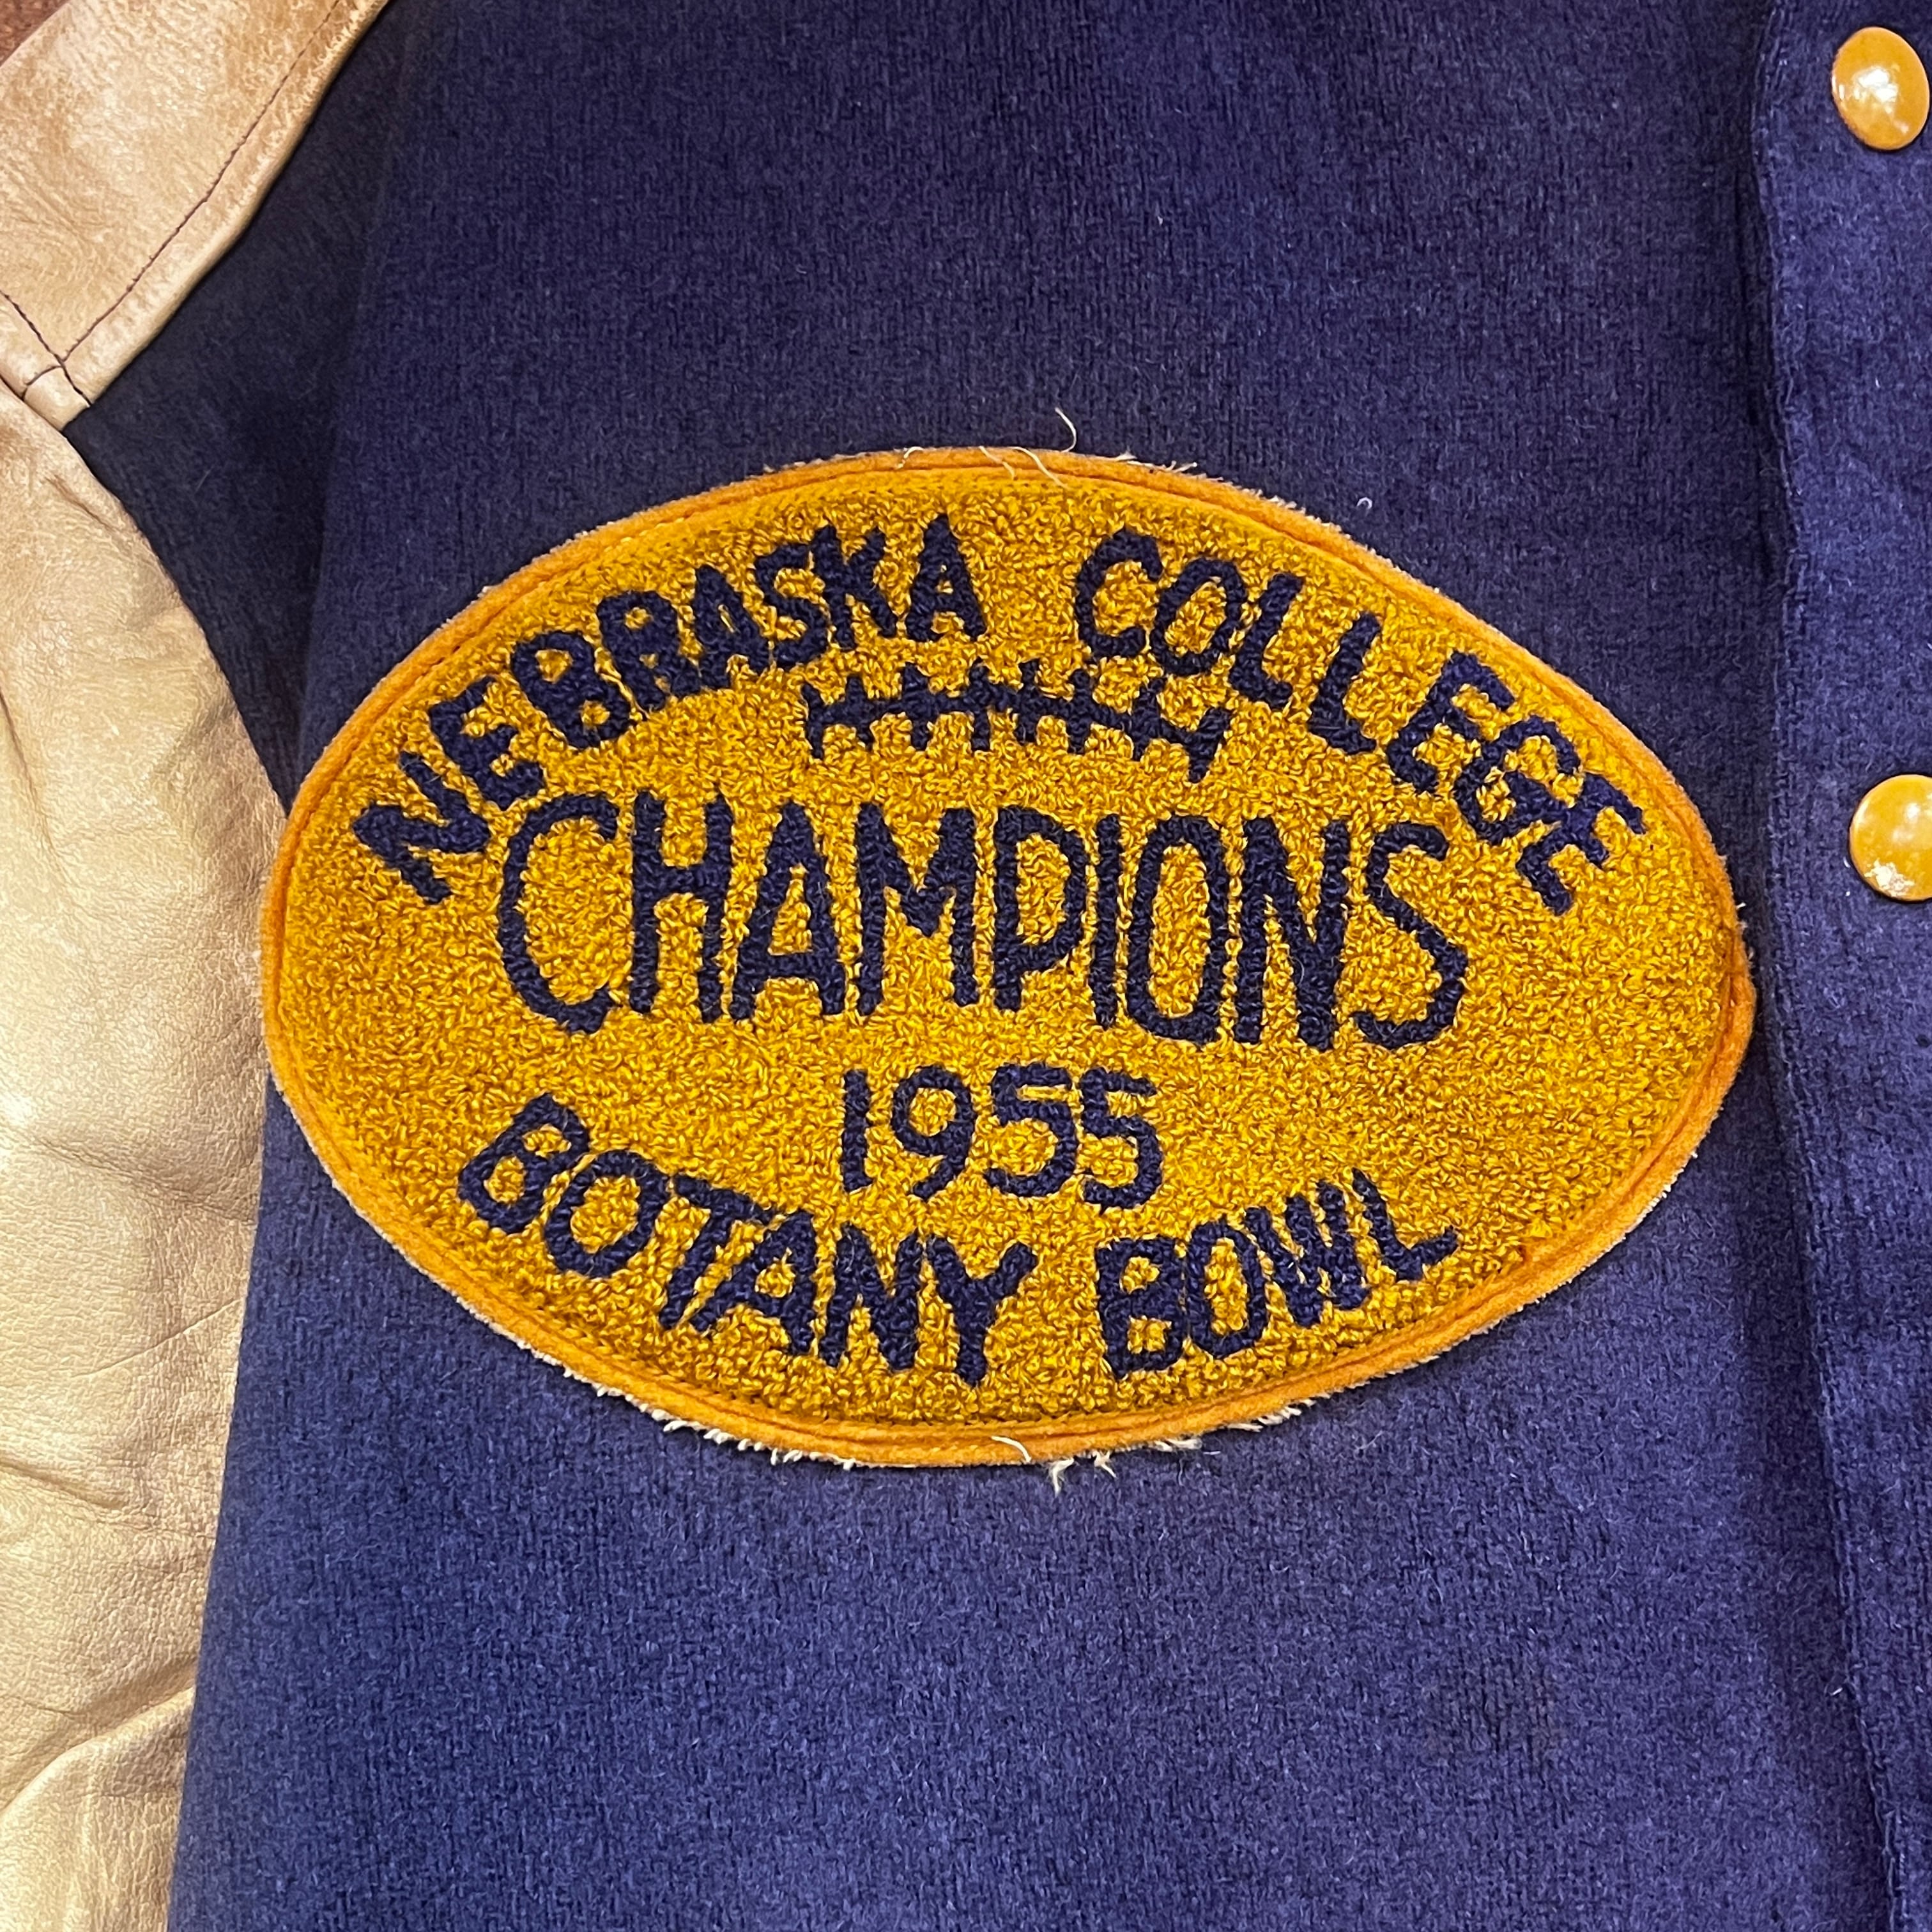 NEBRASKA COLLEGE
CHAMPIONS
1955
BOTANY BOWL